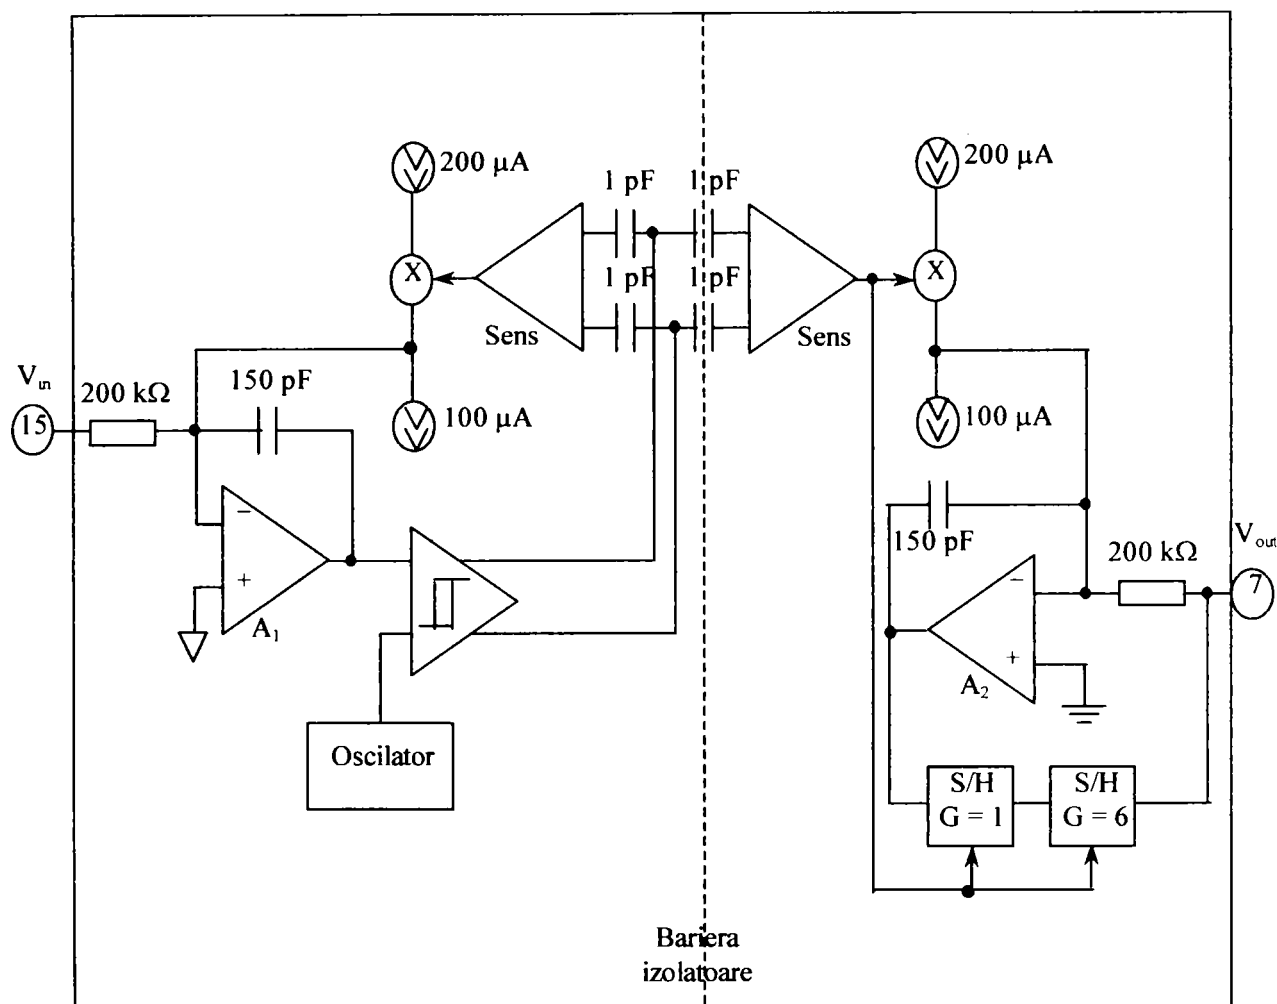 200 µA
200 µA
1 pF
1 pF
X
1 pF
1 pF
X
Sens
Sens
V_in
200 kΩ
150 pF
15
100 µA
100 µA
−
+
A₁
150 pF
V_out
200 kΩ
7
−
+
A₂
Oscilator
S/H
G = 1
S/H
G = 6
Bariera
izolatoare